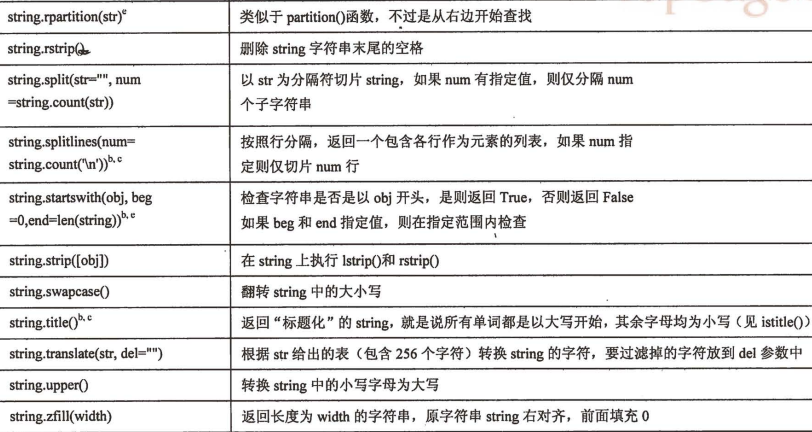 string.rpartition(str)ᵉ 类似于 partition()函数，不过是从右边开始查找
string.rstrip() 删除 string 字符串末尾的空格
string.split(str="", num 以 str 为分隔符切片 string，如果 num 有指定值，则仅分隔 num
=string.count(str)) 个子字符串
string.splitlines(num= 按照行分隔，返回一个包含各行作为元素的列表，如果 num 指
string.count('\n'))ᵇ,ᶜ 定则仅切片 num 行
string.startswith(obj, beg 检查字符串是否是以 obj 开头，是则返回 True，否则返回 False
=0,end=len(string))ᵇ,ᵉ 如果 beg 和 end 指定值，则在指定范围内检查
string.strip([obj]) 在 string 上执行 lstrip()和 rstrip()
string.swapcase() 翻转 string 中的大小写
string.title()ᵇ,ᶜ 返回“标题化”的 string，就是说所有单词都是以大写开始，其余字母均为小写（见 istitle()）
string.translate(str, del="") 根据 str 给出的表（包含 256 个字符）转换 string 的字符，要过滤掉的字符放到 del 参数中
string.upper() 转换 string 中的小写字母为大写
string.zfill(width) 返回长度为 width 的字符串，原字符串 string 右对齐，前面填充 0